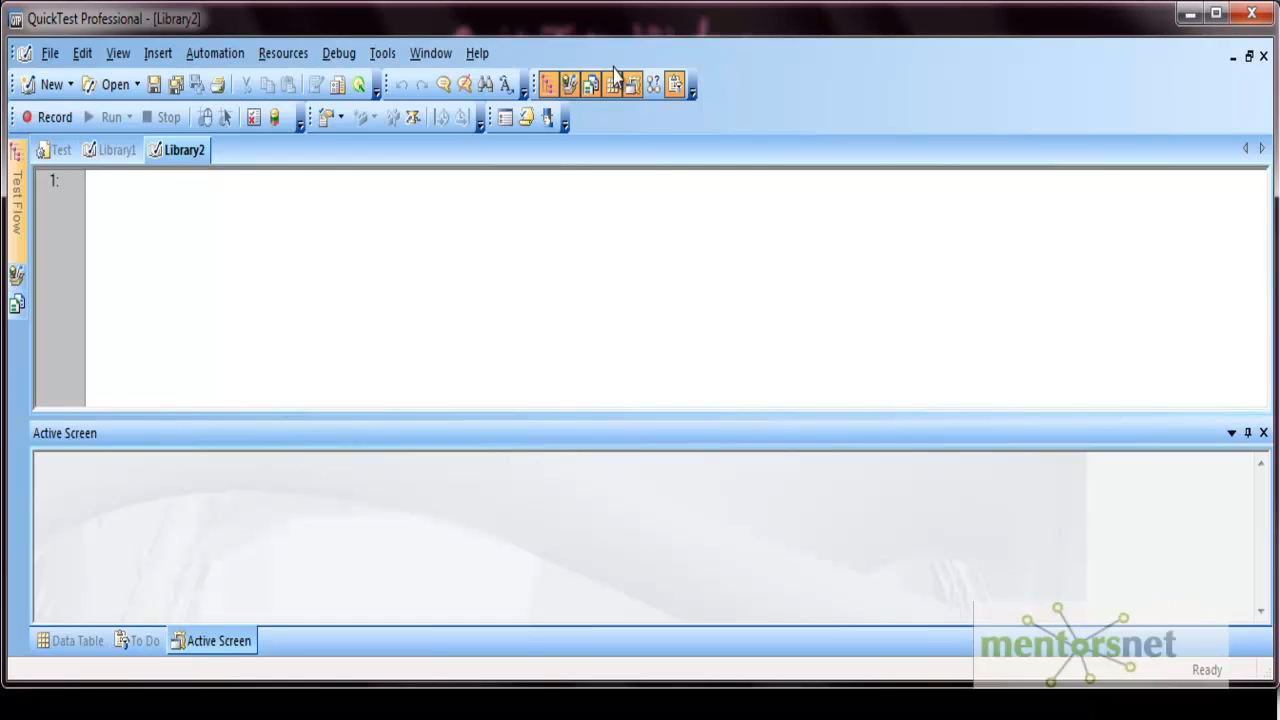 QuickTest Professional - [Library2]
File Edit View Insert Automation Resources Debug Tools Window Help
New Open
Record Run Stop
Test Library1 Library2
Test Flow
1:
Active Screen
Data Table To Do Active Screen
mentorsnet
Ready